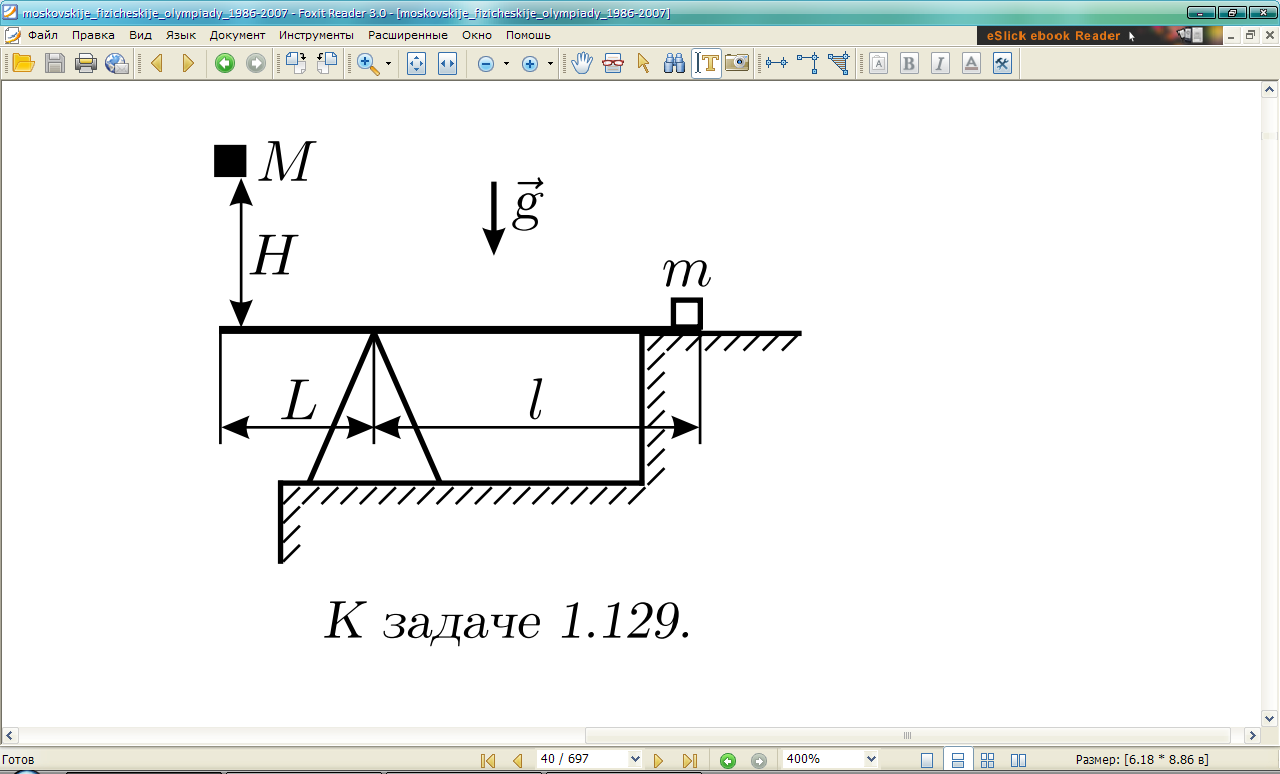 moskovskije_fizicheskije_olympiady_1986-2007 - Foxit Reader 3.0 - [moskovskije_fizicheskije_olympiady_1986-2007]
Файл Правка Вид Язык Документ Инструменты Расширенные Окно Помощь
eSlick ebook Reader
T A B I A
M
g
H
m
L l
К задаче 1.129.
Готов 40 / 697 400% Размер: [6.18 * 8.86 в]